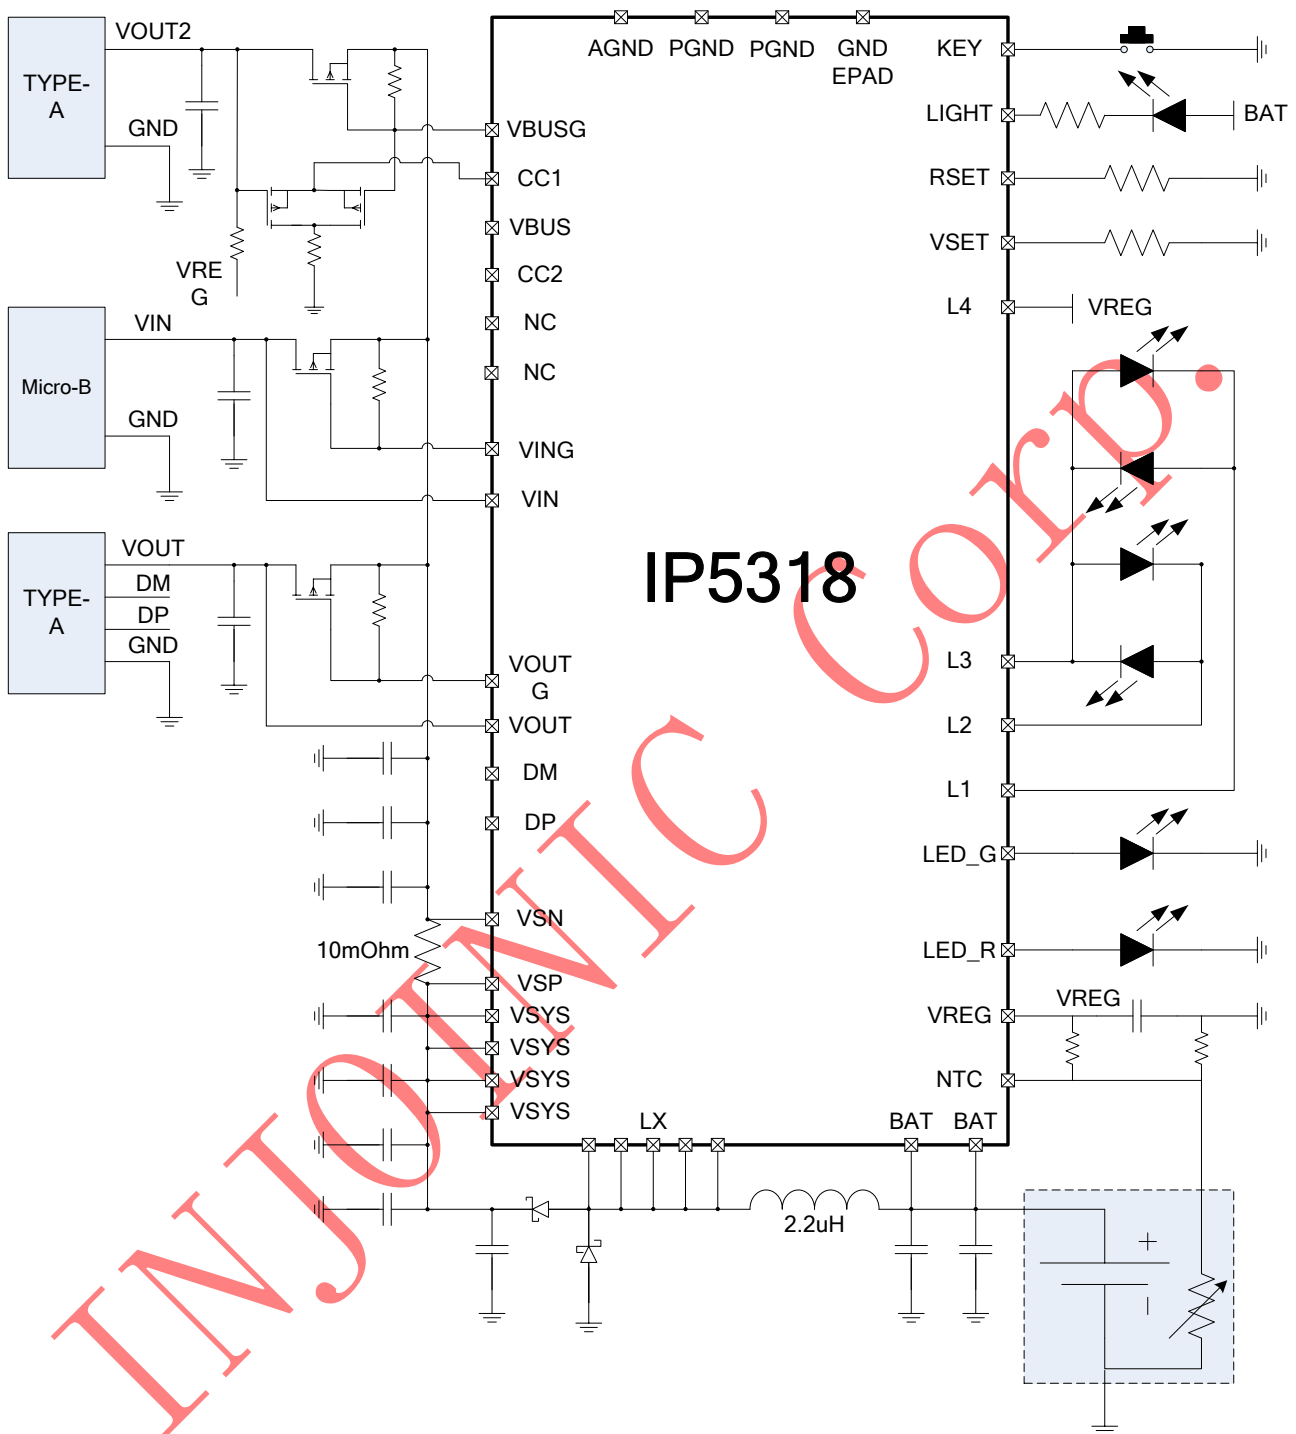 VOUT2
TYPE-
A
GND
VRE
G
VIN
Micro-B
GND
VOUT
DM
TYPE-
A
DP
GND
10mOhm
AGND
PGND
PGND
GND
EPAD
VBUSG
CC1
VBUS
CC2
NC
NC
VING
VIN
VOUT
G
VOUT
DM
DP
VSN
VSP
VSYS
VSYS
VSYS
VSYS
IP5318
LX
BAT
BAT
2.2uH
KEY
LIGHT
BAT
RSET
VSET
L4
VREG
L3
L2
L1
LED_G
LED_R
VREG
VREG
NTC
+
−
INJOINIC Corp.